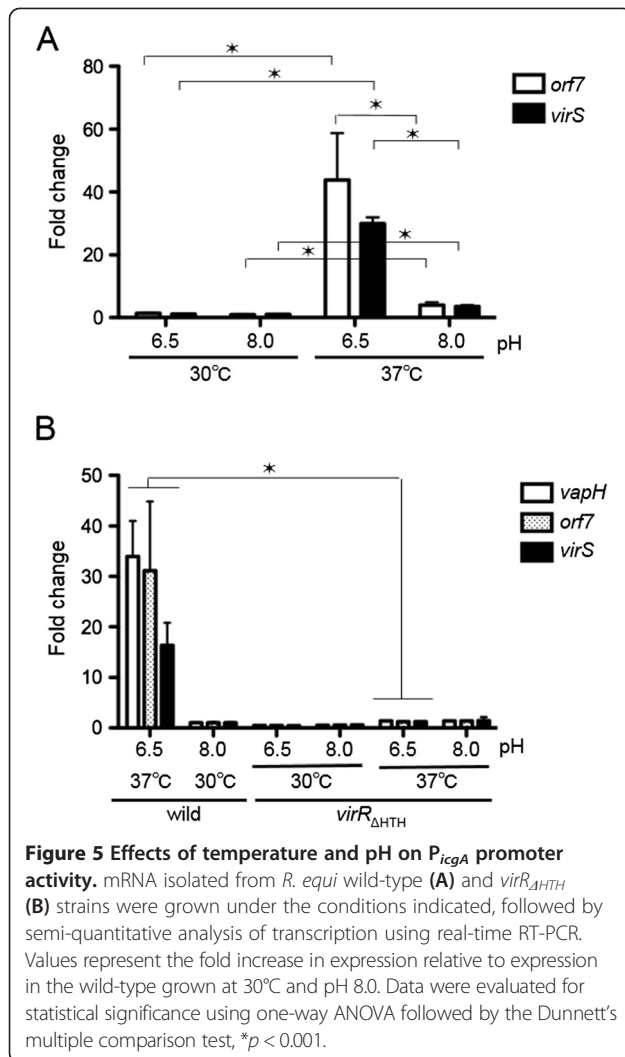 A
80
60
40
20
0
Fold change
*
*
*
*
*
*
orf7
virS
6.5 8.0 6.5 8.0 pH
30℃ 37℃
B
50
40
30
20
10
0
Fold change
*
vapH
orf7
virS
6.5 8.0 6.5 8.0 6.5 8.0 pH
37℃ 30℃ 30℃ 37℃
wild virRΔHTH
Figure 5 Effects of temperature and pH on PicgA promoter
activity. mRNA isolated from R. equi wild-type (A) and virRΔHTH
(B) strains were grown under the conditions indicated, followed by
semi-quantitative analysis of transcription using real-time RT-PCR.
Values represent the fold increase in expression relative to expression
in the wild-type grown at 30°C and pH 8.0. Data were evaluated for
statistical significance using one-way ANOVA followed by the Dunnett's
multiple comparison test, *p < 0.001.